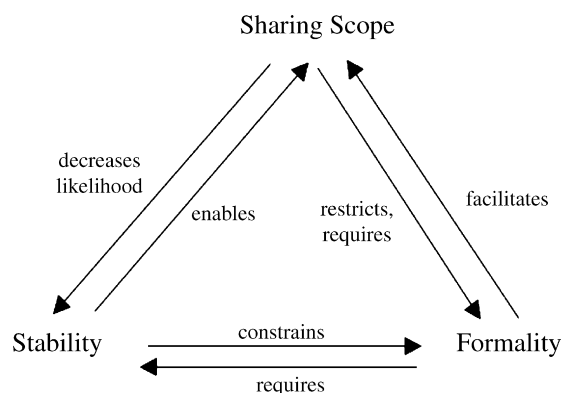 Sharing Scope
decreases
likelihood
enables
restricts,
requires
facilitates
Stability
constrains
Formality
requires